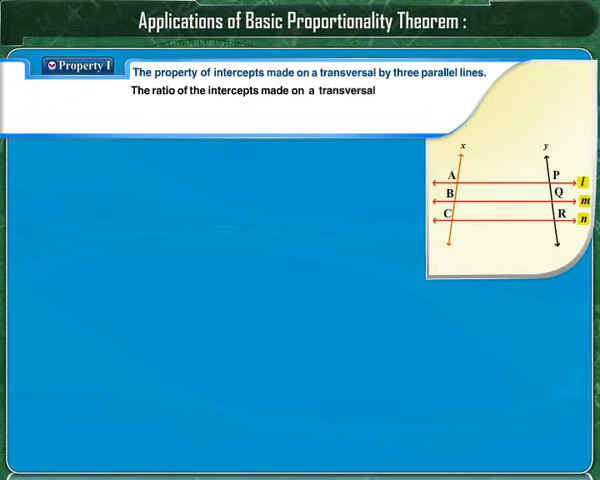 Applications of Basic Proportionality Theorem :
Property I
The property of intercepts made on a transversal by three parallel lines.
The ratio of the intercepts made on a transversal
x y
A P l
B Q m
C R n